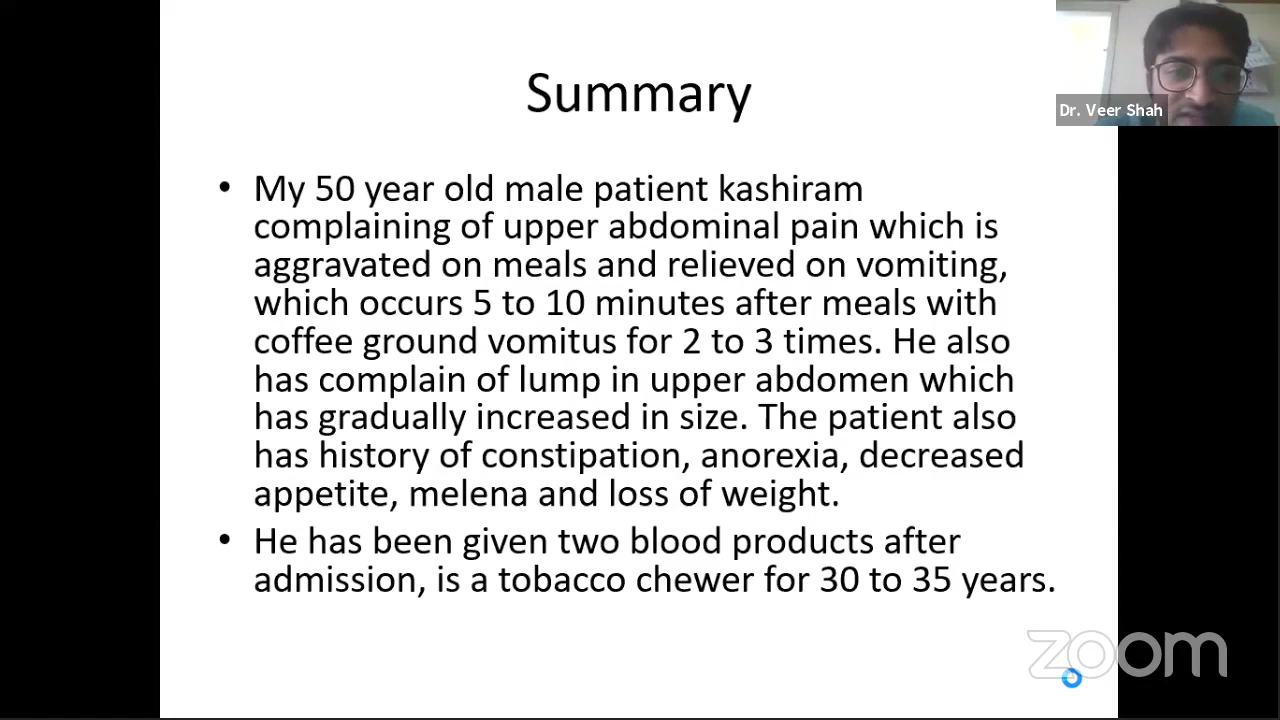 Summary
Dr. Veer Shah
• My 50 year old male patient kashiram
complaining of upper abdominal pain which is
aggravated on meals and relieved on vomiting,
which occurs 5 to 10 minutes after meals with
coffee ground vomitus for 2 to 3 times. He also
has complain of lump in upper abdomen which
has gradually increased in size. The patient also
has history of constipation, anorexia, decreased
appetite, melena and loss of weight.
• He has been given two blood products after
admission, is a tobacco chewer for 30 to 35 years.
zoom